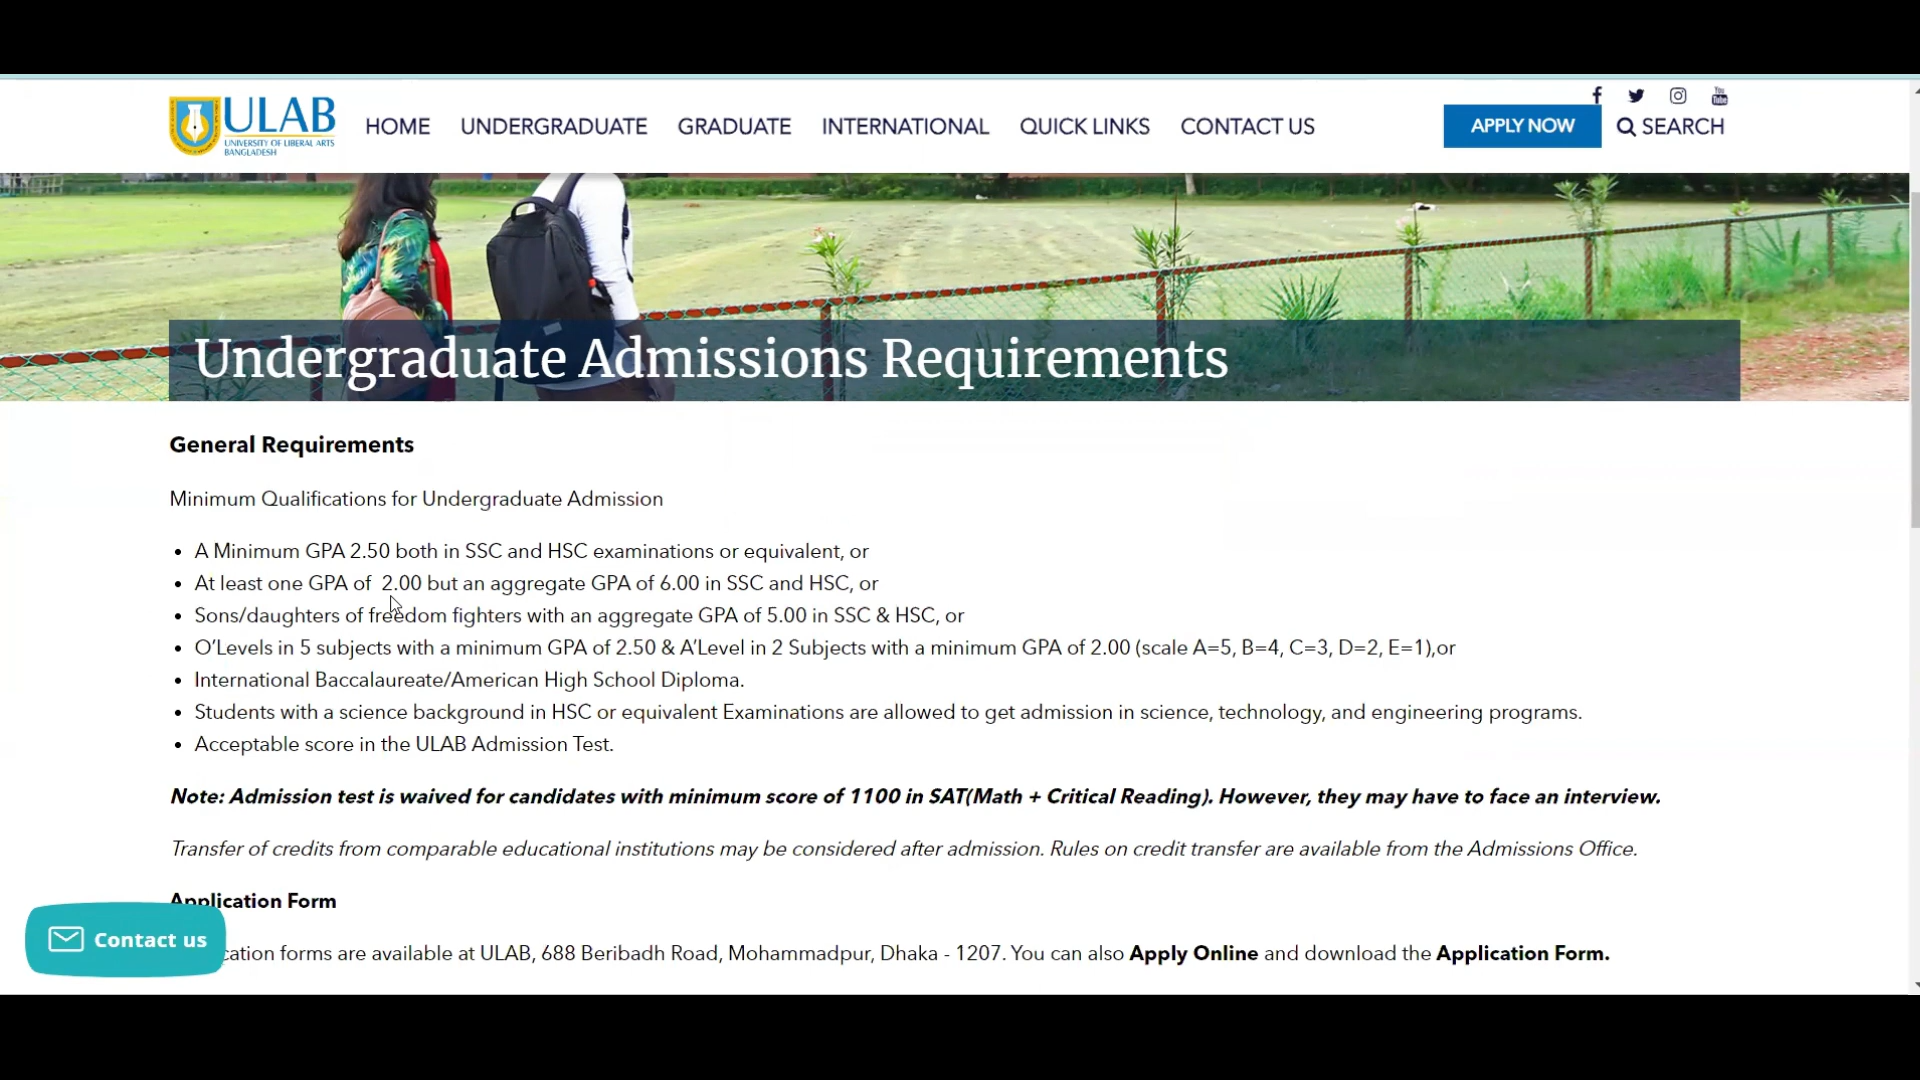 ULAB
UNIVERSITY OF LIBERAL ARTS
BANGLADESH
HOME UNDERGRADUATE GRADUATE INTERNATIONAL QUICK LINKS CONTACT US
APPLY NOW
SEARCH
You
Tube
Undergraduate Admissions Requirements
General Requirements
Minimum Qualifications for Undergraduate Admission
• A Minimum GPA 2.50 both in SSC and HSC examinations or equivalent, or
• At least one GPA of 2.00 but an aggregate GPA of 6.00 in SSC and HSC, or
• Sons/daughters of freedom fighters with an aggregate GPA of 5.00 in SSC & HSC, or
• O’Levels in 5 subjects with a minimum GPA of 2.50 & A’Level in 2 Subjects with a minimum GPA of 2.00 (scale A=5, B=4, C=3, D=2, E=1),or
• International Baccalaureate/American High School Diploma.
• Students with a science background in HSC or equivalent Examinations are allowed to get admission in science, technology, and engineering programs.
• Acceptable score in the ULAB Admission Test.
Note: Admission test is waived for candidates with minimum score of 1100 in SAT(Math + Critical Reading). However, they may have to face an interview.
Transfer of credits from comparable educational institutions may be considered after admission. Rules on credit transfer are available from the Admissions Office.
Application Form
Contact us
cation forms are available at ULAB, 688 Beribadh Road, Mohammadpur, Dhaka - 1207. You can also Apply Online and download the Application Form.